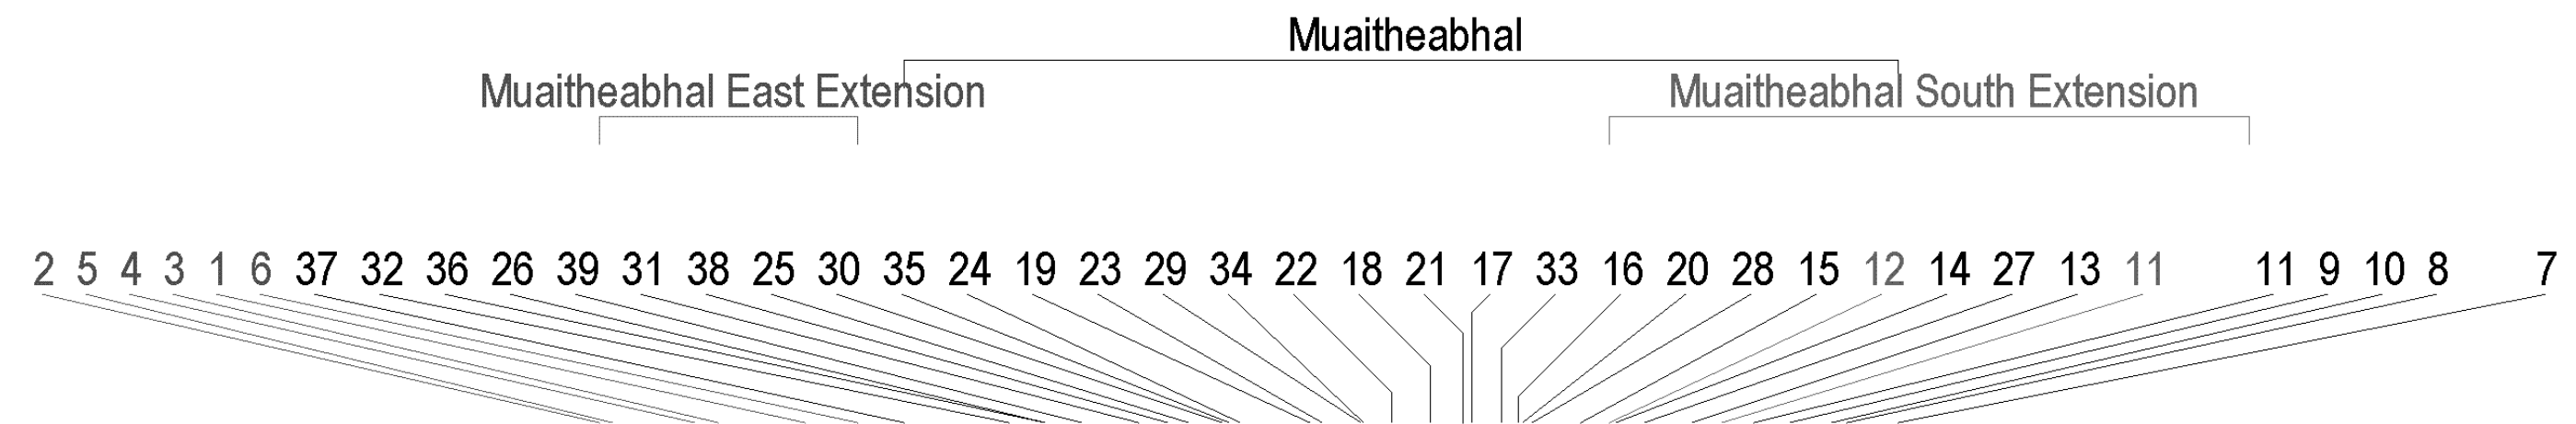 Muaitheabhal
Muaitheabhal East Extension Muaitheabhal South Extension
2 5 4 3 1 6 37 32 36 26 39 31 38 25 30 35 24 19 23 29 34 22 18 21 17 33 16 20 28 15 12 14 27 13 11 11 9 10 8 7